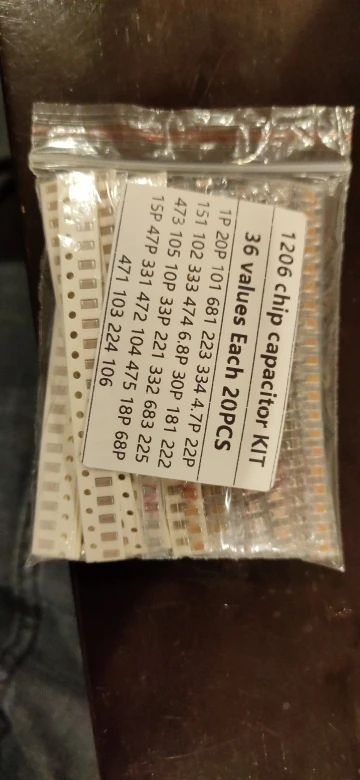 1206 chip capacitor KIT
36 values Each 20PCS
1P 20P 101 681 223 334 4.7P 22P
151 102 333 474 6.8P 30P 181 222
473 105 10P 33P 221 332 683 225
15P 47P 331 472 104 475 18P 68P
471 103 224 106